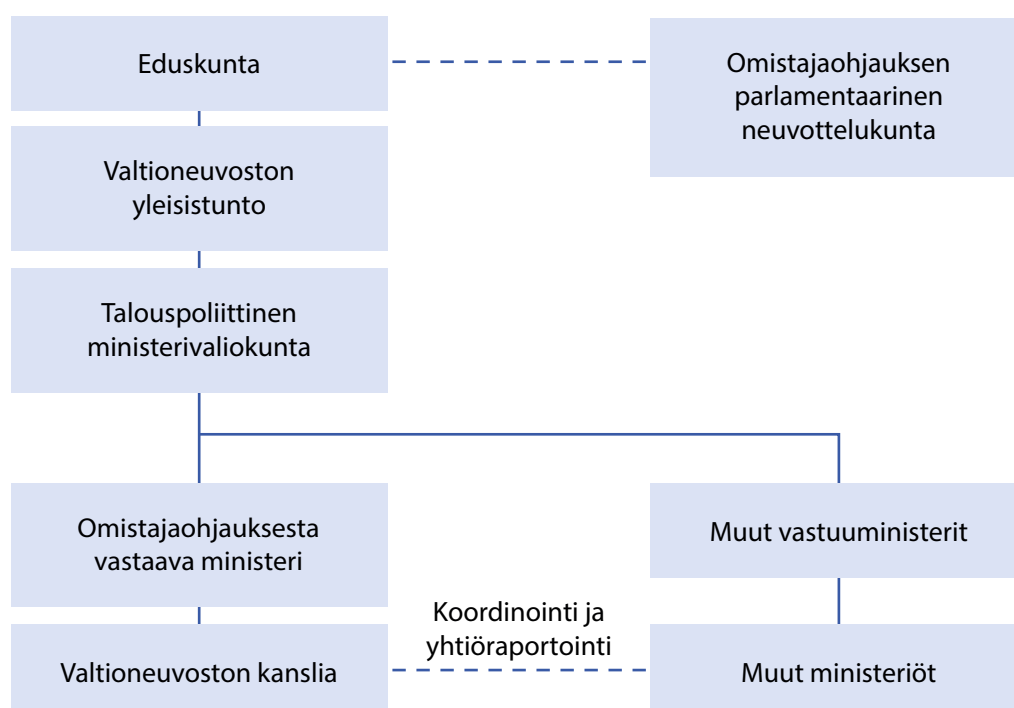 Eduskunta
Omistajaohjauksen
parlamentaarinen
neuvottelukunta
Valtioneuvoston
yleisistunto
Talouspoliittinen
ministerivaliokunta
Omistajaohjauksesta
vastaava ministeri
Muut vastuuministerit
Koordinointi ja
yhtiöraportointi
Valtioneuvoston kanslia
Muut ministeriöt